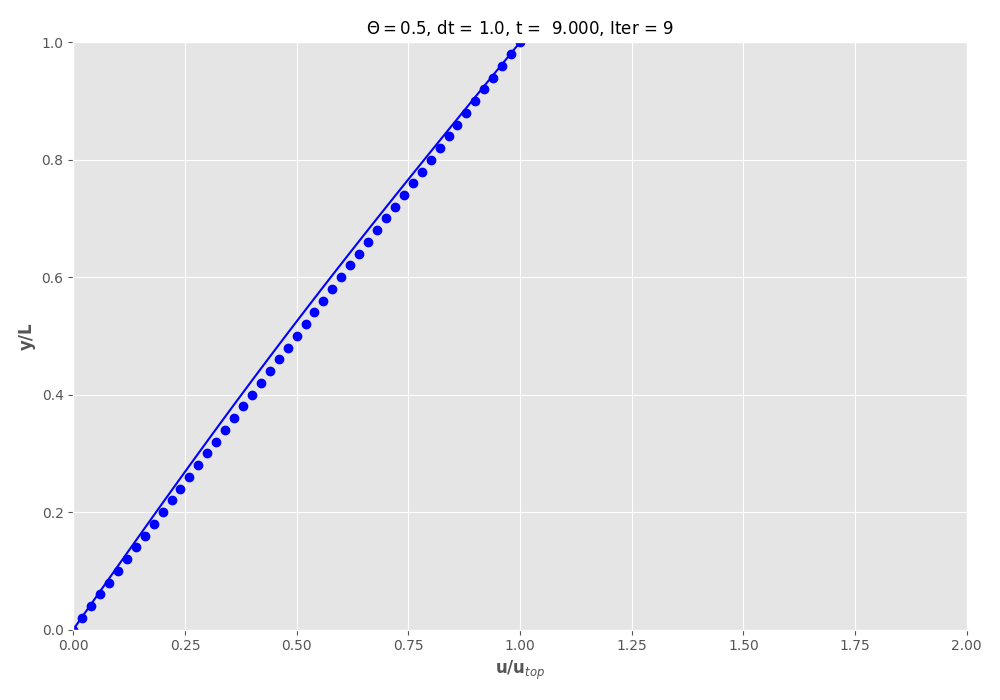 Θ = 0.5, dt = 1.0, t =  9.000, Iter = 9
1.0
0.8
0.6
0.4
0.2
0.0
y/L
0.00 0.25 0.50 0.75 1.00 1.25 1.50 1.75 2.00
u/u_top